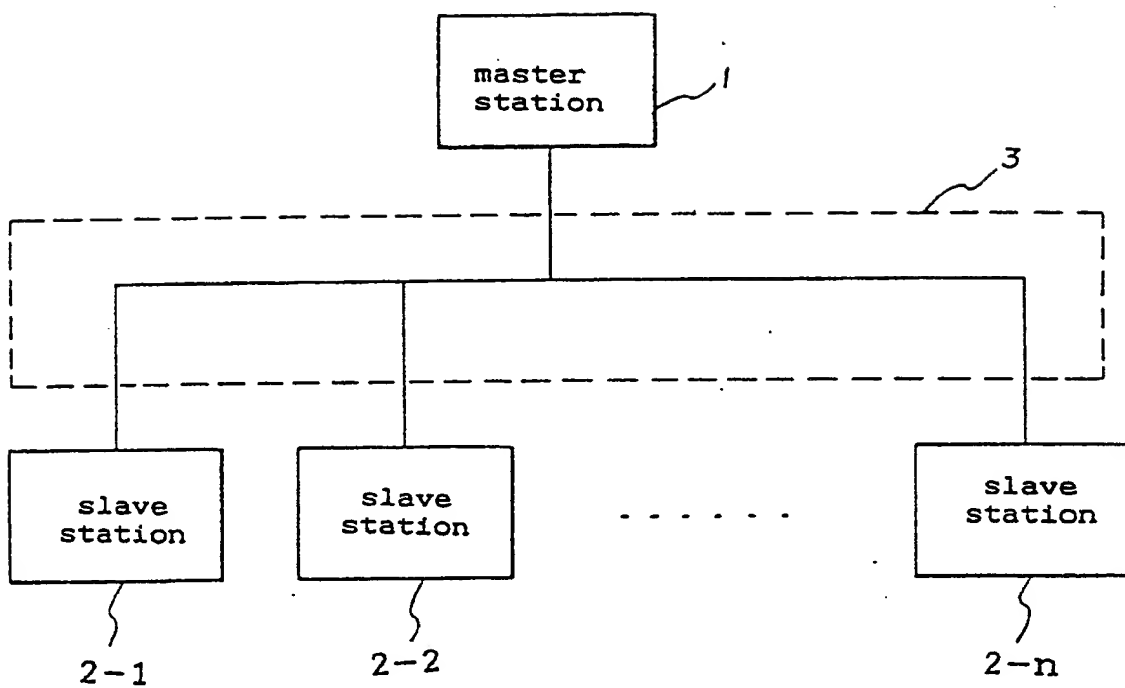 master
station
1
3
slave
station
slave
station
. . . . . .
slave
station
2-1
2-2
2-n